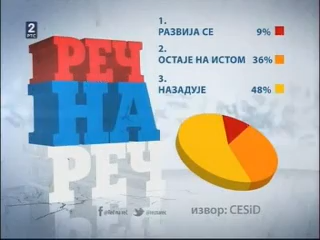 2
РТС
РЕЧ
НА
РЕЧ
1.
РАЗВИЈА СЕ 9%
2.
ОСТАЈЕ НА ИСТОМ 36%
3.
НАЗАДУЈЕ 48%
извор: CESiD